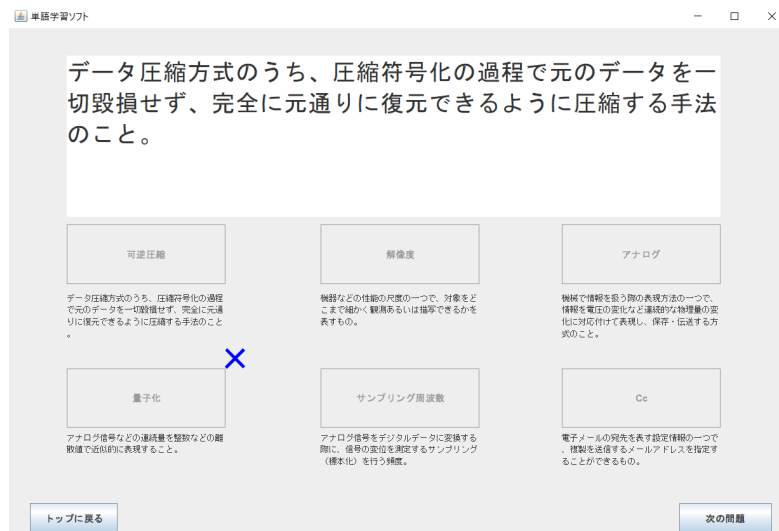 単語学習ソフト
データ圧縮方式のうち、圧縮符号化の過程で元のデータを一
切毀損せず、完全に元通りに復元できるように圧縮する手法
のこと。
可逆圧縮
解像度
アナログ
データ圧縮方式のうち、圧縮符号化の過程
で元のデータを一切毀損せず、完全に元通
りに復元できるように圧縮する手法のこと
。
機器などの性能の尺度の一つで、対象をど
こまで細かく観測あるいは描写できるかを
表すもの。
機械で情報を扱う際の表現方法の一つで、
情報を電圧の変化など連続的な物理量の変
化に対応付けて表現し、保存・伝送する方
式のこと。
量子化
サンプリング周波数
Cc
アナログ信号などの連続量を整数などの離
散値で近似的に表現すること。
アナログ信号をデジタルデータに変換する
際に、信号の変位を測定するサンプリング
（標本化）を行う頻度。
電子メールの宛先を表す設定情報の一つで
、複製を送信するメールアドレスを指定す
ることができるもの。
トップに戻る
次の問題